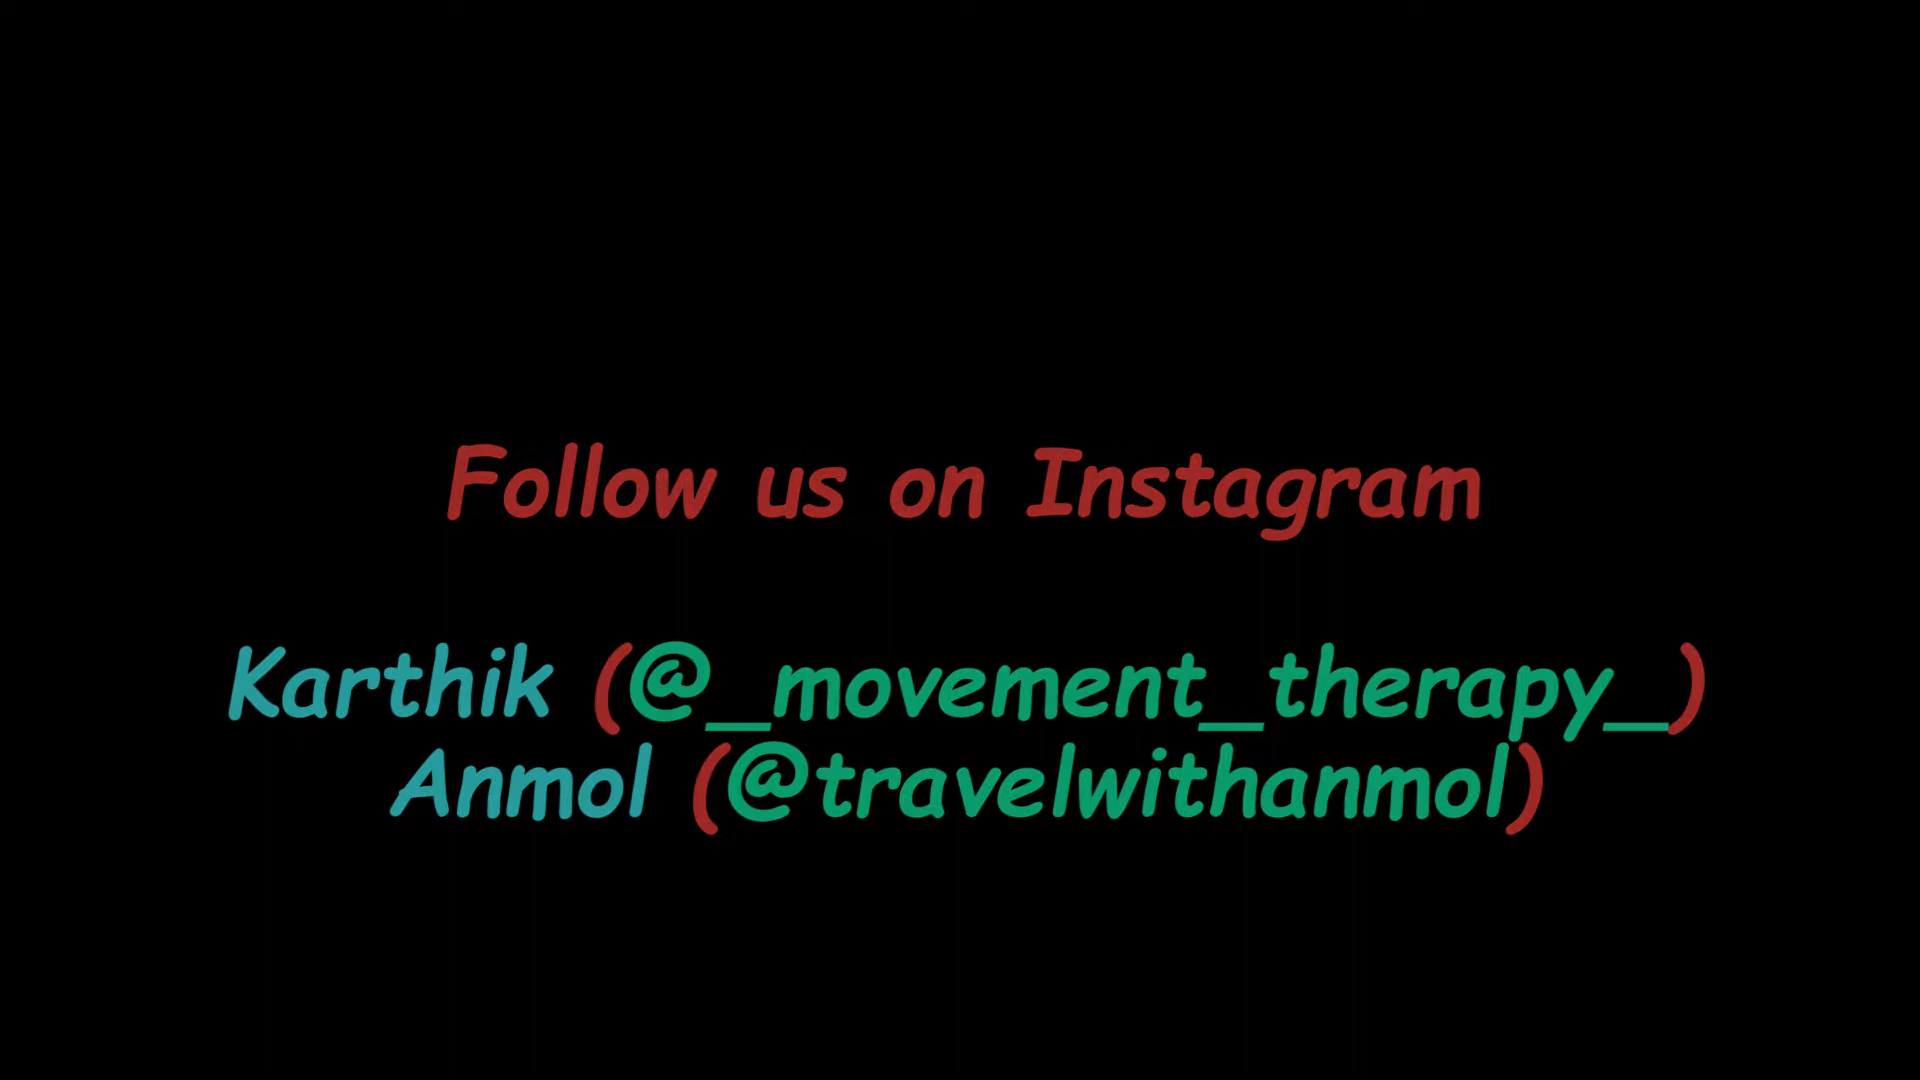 Follow us on Instagram
Karthik (@_movement_therapy_)
Anmol (@travelwithanmol)